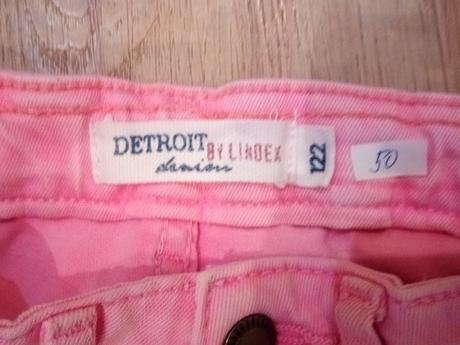 DETROIT BY LINDEX
denim
122
50